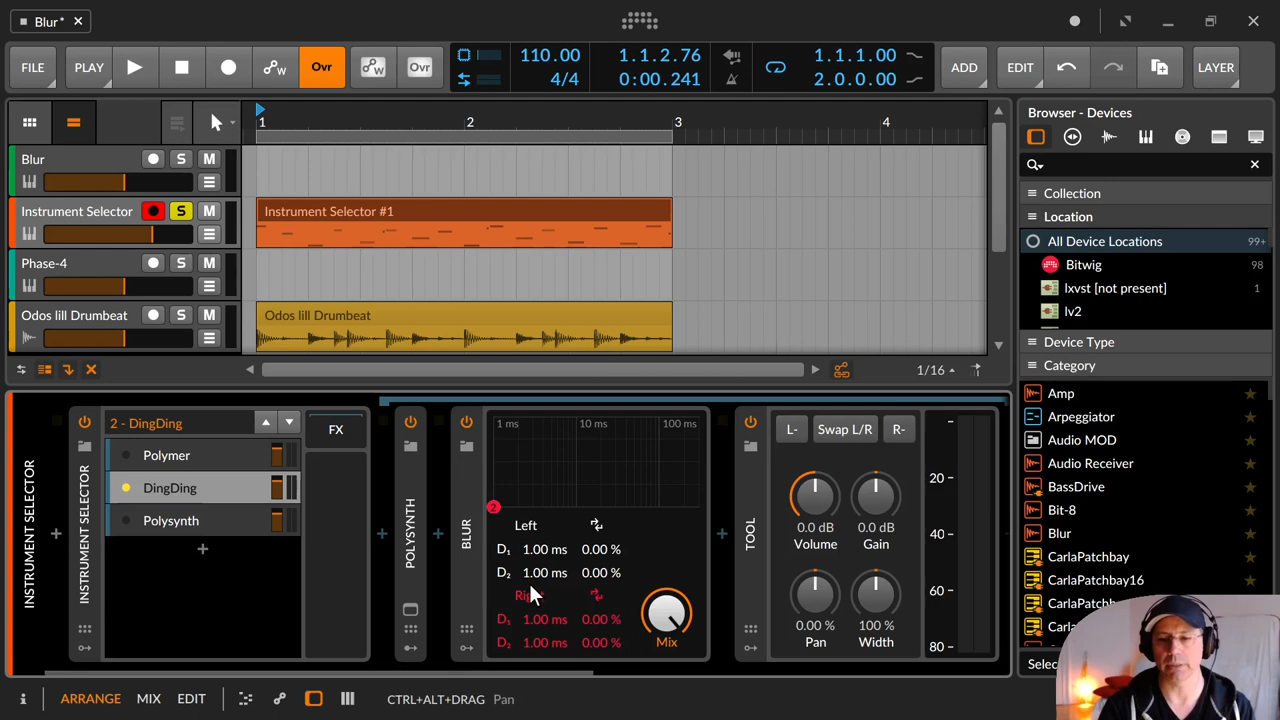 Blur*
FILE
PLAY
Ovr
Ovr
110.00
4/4
1.1.2.76
0:00.241
1.1.1.00
2.0.0.00
ADD
EDIT
LAYER
1
2
3
4
Blur
S
M
Instrument Selector
S
M
Phase-4
S
M
Odos lill Drumbeat
S
M
Instrument Selector #1
Odos lill Drumbeat
1/16
Browser - Devices
Collection
Location
All Device Locations 99+
Bitwig 98
lxvst [not present] 1
lv2
Device Type
Category
Amp
Arpeggiator
Audio MOD
Audio Receiver
BassDrive
Bit-8
Blur
CarlaPatchbay
CarlaPatchbay16
INSTRUMENT SELECTOR
INSTRUMENT SELECTOR
2 - DingDing
Polymer
DingDing
Polysynth
FX
POLYSYNTH
BLUR
1 ms
10 ms
100 ms
2
Left
D₁ 1.00 ms 0.00 %
D₂ 1.00 ms 0.00 %
D₁ 1.00 ms 0.00 %
D₂ 1.00 ms 0.00 %
Mix
TOOL
L-
Swap L/R
R-
0.0 dB
Volume
0.0 dB
Gain
0.00 %
Pan
100 %
Width
20
40
60
80
ARRANGE
MIX
EDIT
CTRL+ALT+DRAG Pan